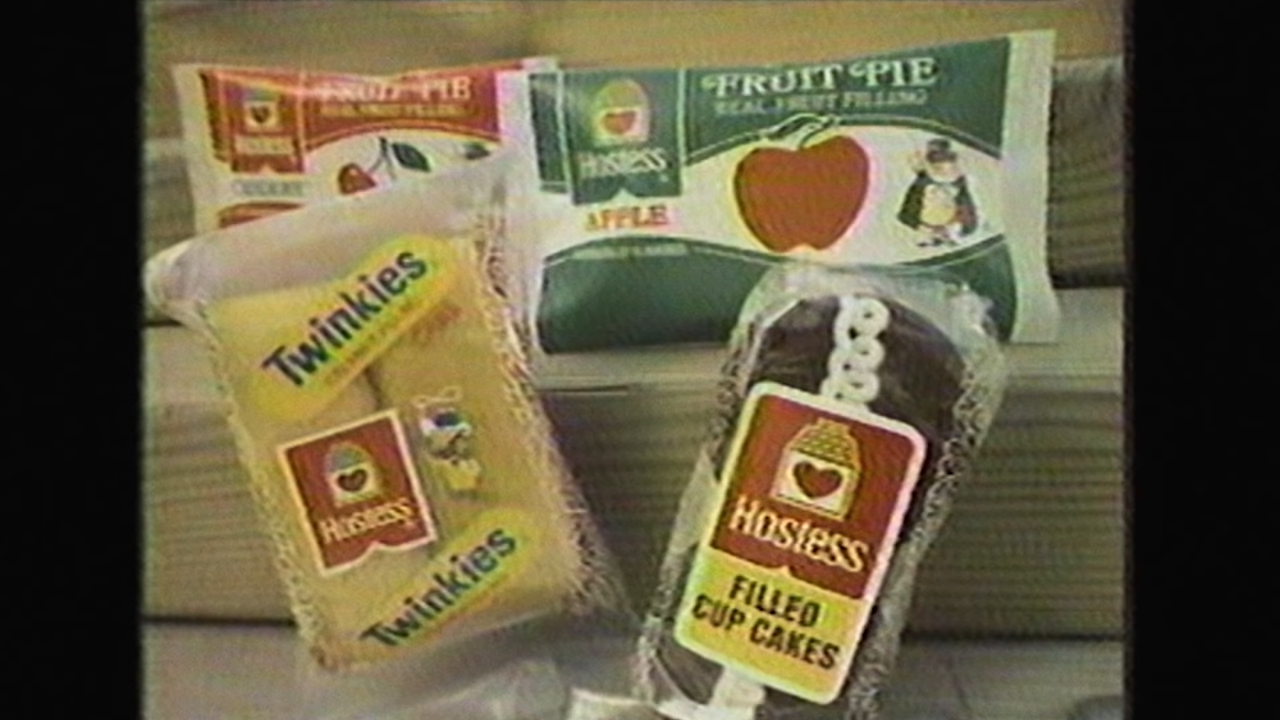 FRUIT PIE
REAL FRUIT FILLING
FRUIT PIE
REAL FRUIT FILLING
Hostess
APPLE
Twinkies
Hostess
Twinkies
Hostess
FILLED
CUP CAKES